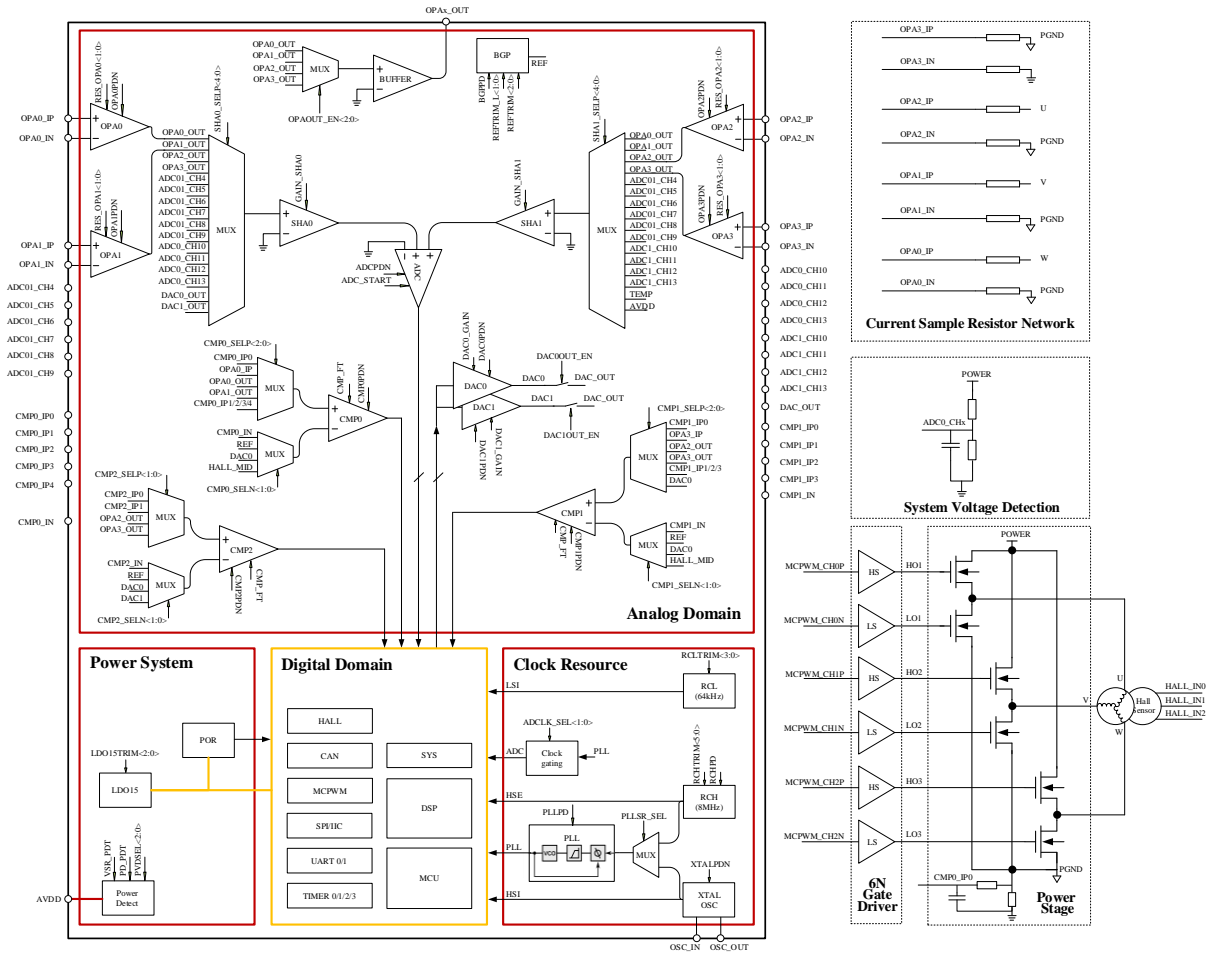 OPAx_OUT
OPA0_OUT
OPA1_OUT
OPA2_OUT
OPA3_OUT
MUX
BUFFER
OPAOUT_EN<2:0>
BGP
REF
BGPPD
REFTRIM_L<1:0>
REFTRIM<2:0>
RES_OPA0<1:0>
OPA0PDN
OPA0_IP
OPA0_IN
OPA0
RES_OPA1<1:0>
OPA1PDN
OPA1_IP
OPA1_IN
OPA1
SHA0_SELP<4:0>
OPA0_OUT
OPA1_OUT
OPA2_OUT
OPA3_OUT
ADC01_CH4
ADC01_CH5
ADC01_CH6
ADC01_CH7
ADC01_CH8
ADC01_CH9
ADC0_CH10
ADC0_CH11
ADC0_CH12
ADC0_CH13
DAC0_OUT
DAC1_OUT
MUX
GAIN_SHA0
SHA0
GAIN_SHA1
SHA1
ADCPDN
ADC_START
ADC
SHA1_SELP<4:0>
MUX
OPA0_OUT
OPA1_OUT
OPA2_OUT
OPA3_OUT
ADC01_CH4
ADC01_CH5
ADC01_CH6
ADC01_CH7
ADC01_CH8
ADC01_CH9
ADC1_CH10
ADC1_CH11
ADC1_CH12
ADC1_CH13
TEMP
AVDD
OPA2PDN
RES_OPA2<1:0>
OPA2
OPA2_IP
OPA2_IN
OPA3PDN
RES_OPA3<1:0>
OPA3
OPA3_IP
OPA3_IN
ADC01_CH4
ADC01_CH5
ADC01_CH6
ADC01_CH7
ADC01_CH8
ADC01_CH9
CMP0_IP0
CMP0_IP1
CMP0_IP2
CMP0_IP3
CMP0_IP4
CMP0_IN
ADC0_CH10
ADC0_CH11
ADC0_CH12
ADC0_CH13
ADC1_CH10
ADC1_CH11
ADC1_CH12
ADC1_CH13
DAC_OUT
CMP1_IP0
CMP1_IP1
CMP1_IP2
CMP1_IP3
CMP1_IN
CMP0_SELP<2:0>
CMP0_IP0
OPA0_IP
OPA0_OUT
OPA1_OUT
CMP0_IP1/2/3/4
MUX
CMP0_IN
REF
DAC0
HALL_MID
MUX
CMP0_SELN<1:0>
CMP_FT
CMP0PDN
CMP0
DAC0_GAIN
DAC0PDN
DAC0
DAC1
DAC1PDN
DAC1_GAIN
DAC0OUT_EN
DAC0
DAC_OUT
DAC1
DAC_OUT
DAC1OUT_EN
CMP1_SELP<2:0>
MUX
CMP1_IP0
OPA3_IP
OPA2_OUT
OPA3_OUT
CMP1_IP1/2/3
DAC0
CMP1
CMP_FT
CMP1PDN
MUX
CMP1_IN
REF
DAC0
HALL_MID
CMP1_SELN<1:0>
CMP2_SELP<1:0>
CMP2_IP0
CMP2_IP1
OPA2_OUT
OPA3_OUT
MUX
CMP2_IN
REF
DAC0
DAC1
MUX
CMP2_SELN<1:0>
CMP2
CMP2PDN
CMP_FT
Analog Domain
Power System
POR
LDO15TRIM<2:0>
LDO15
VSR_PDT
PD_PDT
PVDSEL<2:0>
Power
Detect
AVDD
Digital Domain
HALL
CAN
MCPWM
SPI/IIC
UART 0/1
TIMER 0/1/2/3
SYS
DSP
MCU
Clock Resource
RCLTRIM<3:0>
LSI
RCL
(64kHz)
ADCLK_SEL<1:0>
ADC
Clock
gating
PLL
RCHTRIM<5:0>
RCHPD
HSE
RCH
(8MHz)
PLLPD
PLLSR_SEL
PLL
PLL
VCO
MUX
XTALPDN
HSI
XTAL
OSC
OSC_IN
OSC_OUT
OPA3_IP
PGND
OPA3_IN
OPA2_IP
U
OPA2_IN
PGND
OPA1_IP
V
OPA1_IN
PGND
OPA0_IP
W
OPA0_IN
PGND
Current Sample Resistor Network
POWER
ADC0_CHx
System Voltage Detection
POWER
MCPWM_CH0P
HS
HO1
MCPWM_CH0N
LS
LO1
MCPWM_CH1P
HS
HO2
MCPWM_CH1N
LS
LO2
MCPWM_CH2P
HS
HO3
MCPWM_CH2N
LS
LO3
U
V
W
Hall
Sensor
HALL_IN0
HALL_IN1
HALL_IN2
PGND
CMP0_IP0
6N
Gate
Driver
Power
Stage